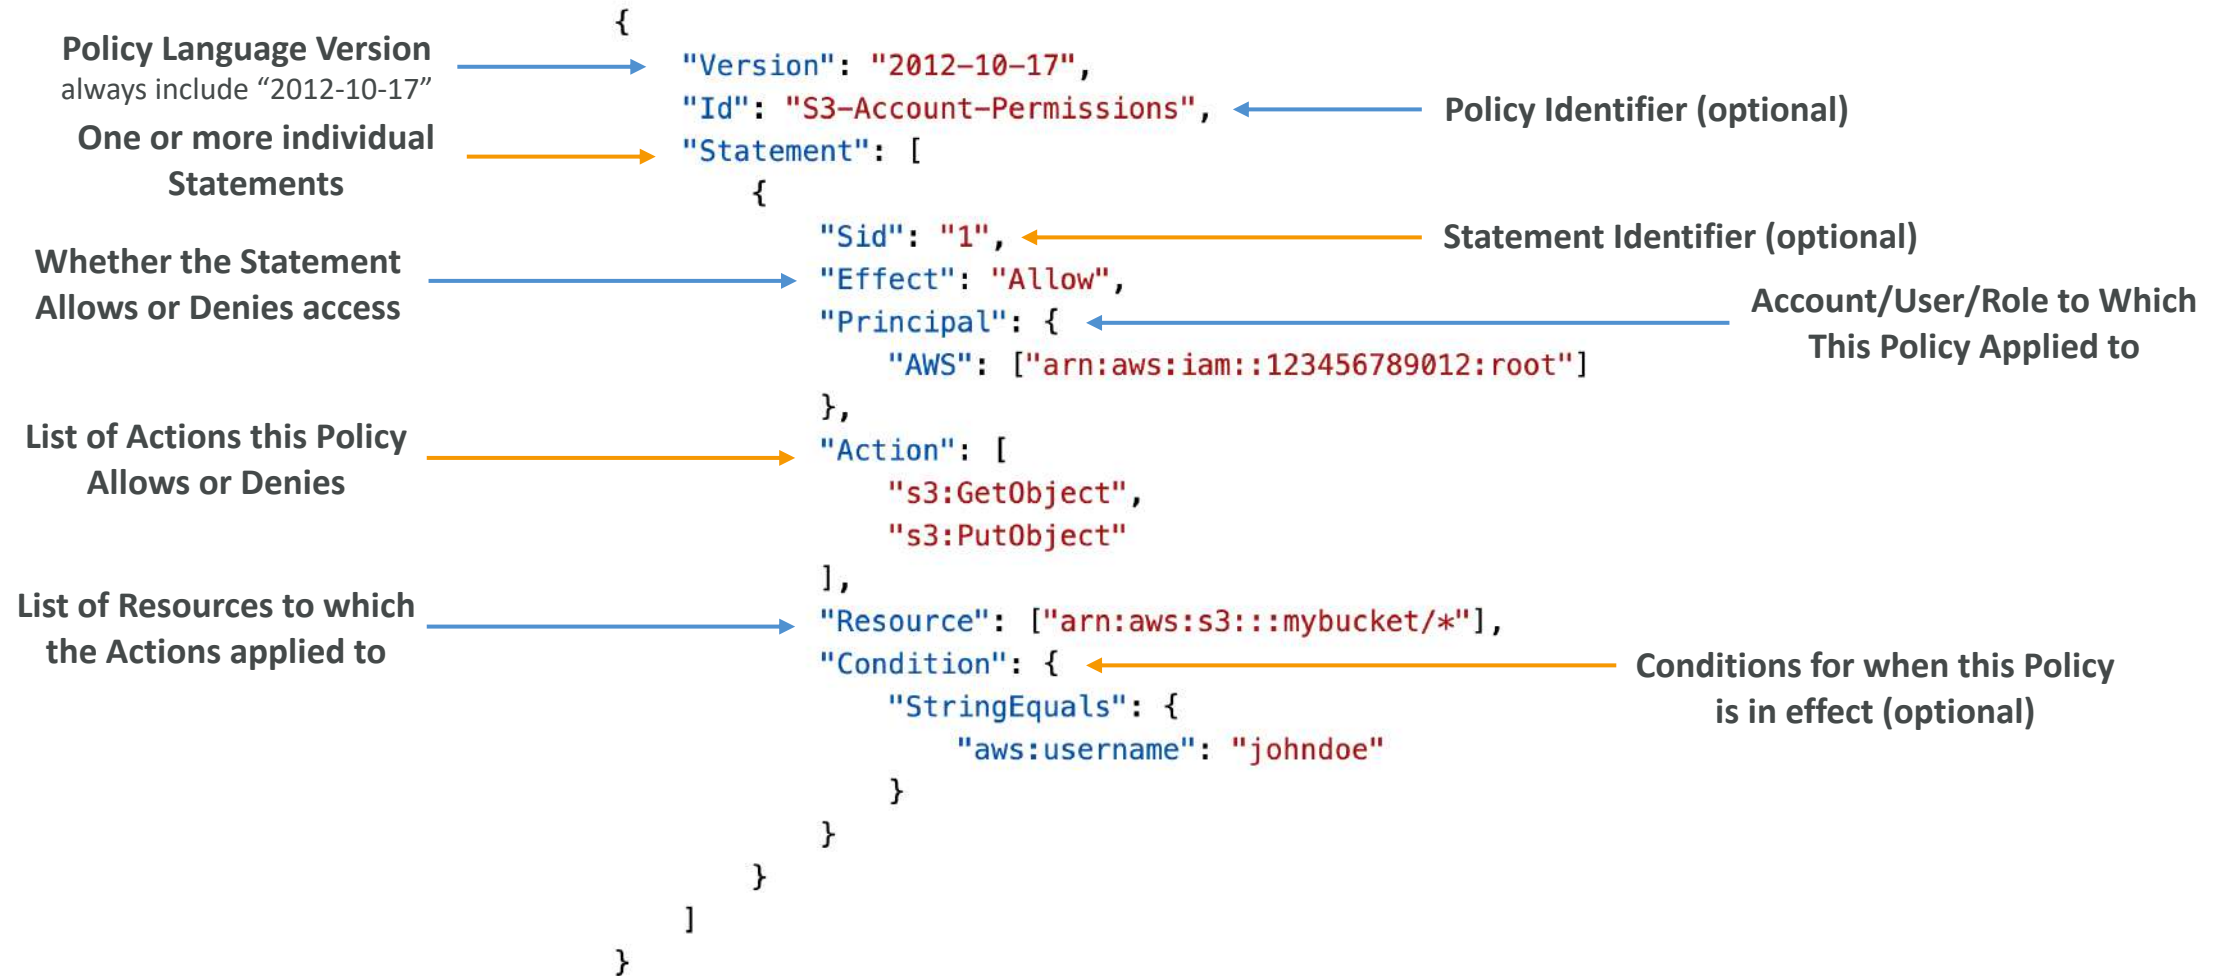 {
Policy Language Version
always include “2012-10-17”
"Version": "2012-10-17",
"Id": "S3-Account-Permissions",
Policy Identifier (optional)
One or more individual
Statements
"Statement": [
{
"Sid": "1",
Statement Identifier (optional)
Whether the Statement
Allows or Denies access
"Effect": "Allow",
"Principal": {
Account/User/Role to Which
This Policy Applied to
"AWS": ["arn:aws:iam::123456789012:root"]
},
List of Actions this Policy
Allows or Denies
"Action": [
"s3:GetObject",
"s3:PutObject"
],
List of Resources to which
the Actions applied to
"Resource": ["arn:aws:s3:::mybucket/*"],
"Condition": {
Conditions for when this Policy
is in effect (optional)
"StringEquals": {
"aws:username": "johndoe"
}
}
}
]
}